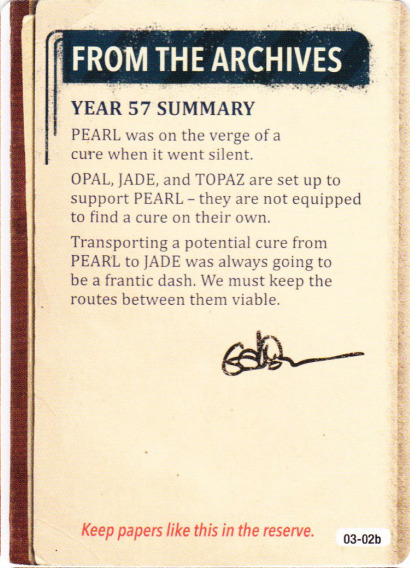 FROM THE ARCHIVES
YEAR 57 SUMMARY
PEARL was on the verge of a
cure when it went silent.
OPAL, JADE, and TOPAZ are set up to
support PEARL – they are not equipped
to find a cure on their own.
Transporting a potential cure from
PEARL to JADE was always going to
be a frantic dash. We must keep the
routes between them viable.
Keep papers like this in the reserve.
03-02b